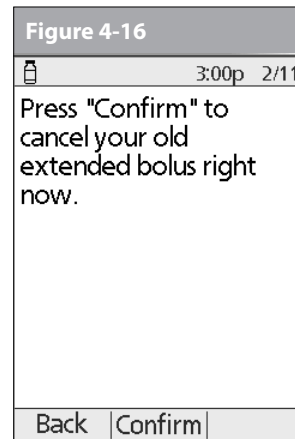 Figure 4-16
3:00p 2/11
Press "Confirm" to
cancel your old
extended bolus right
now.
Back Confirm